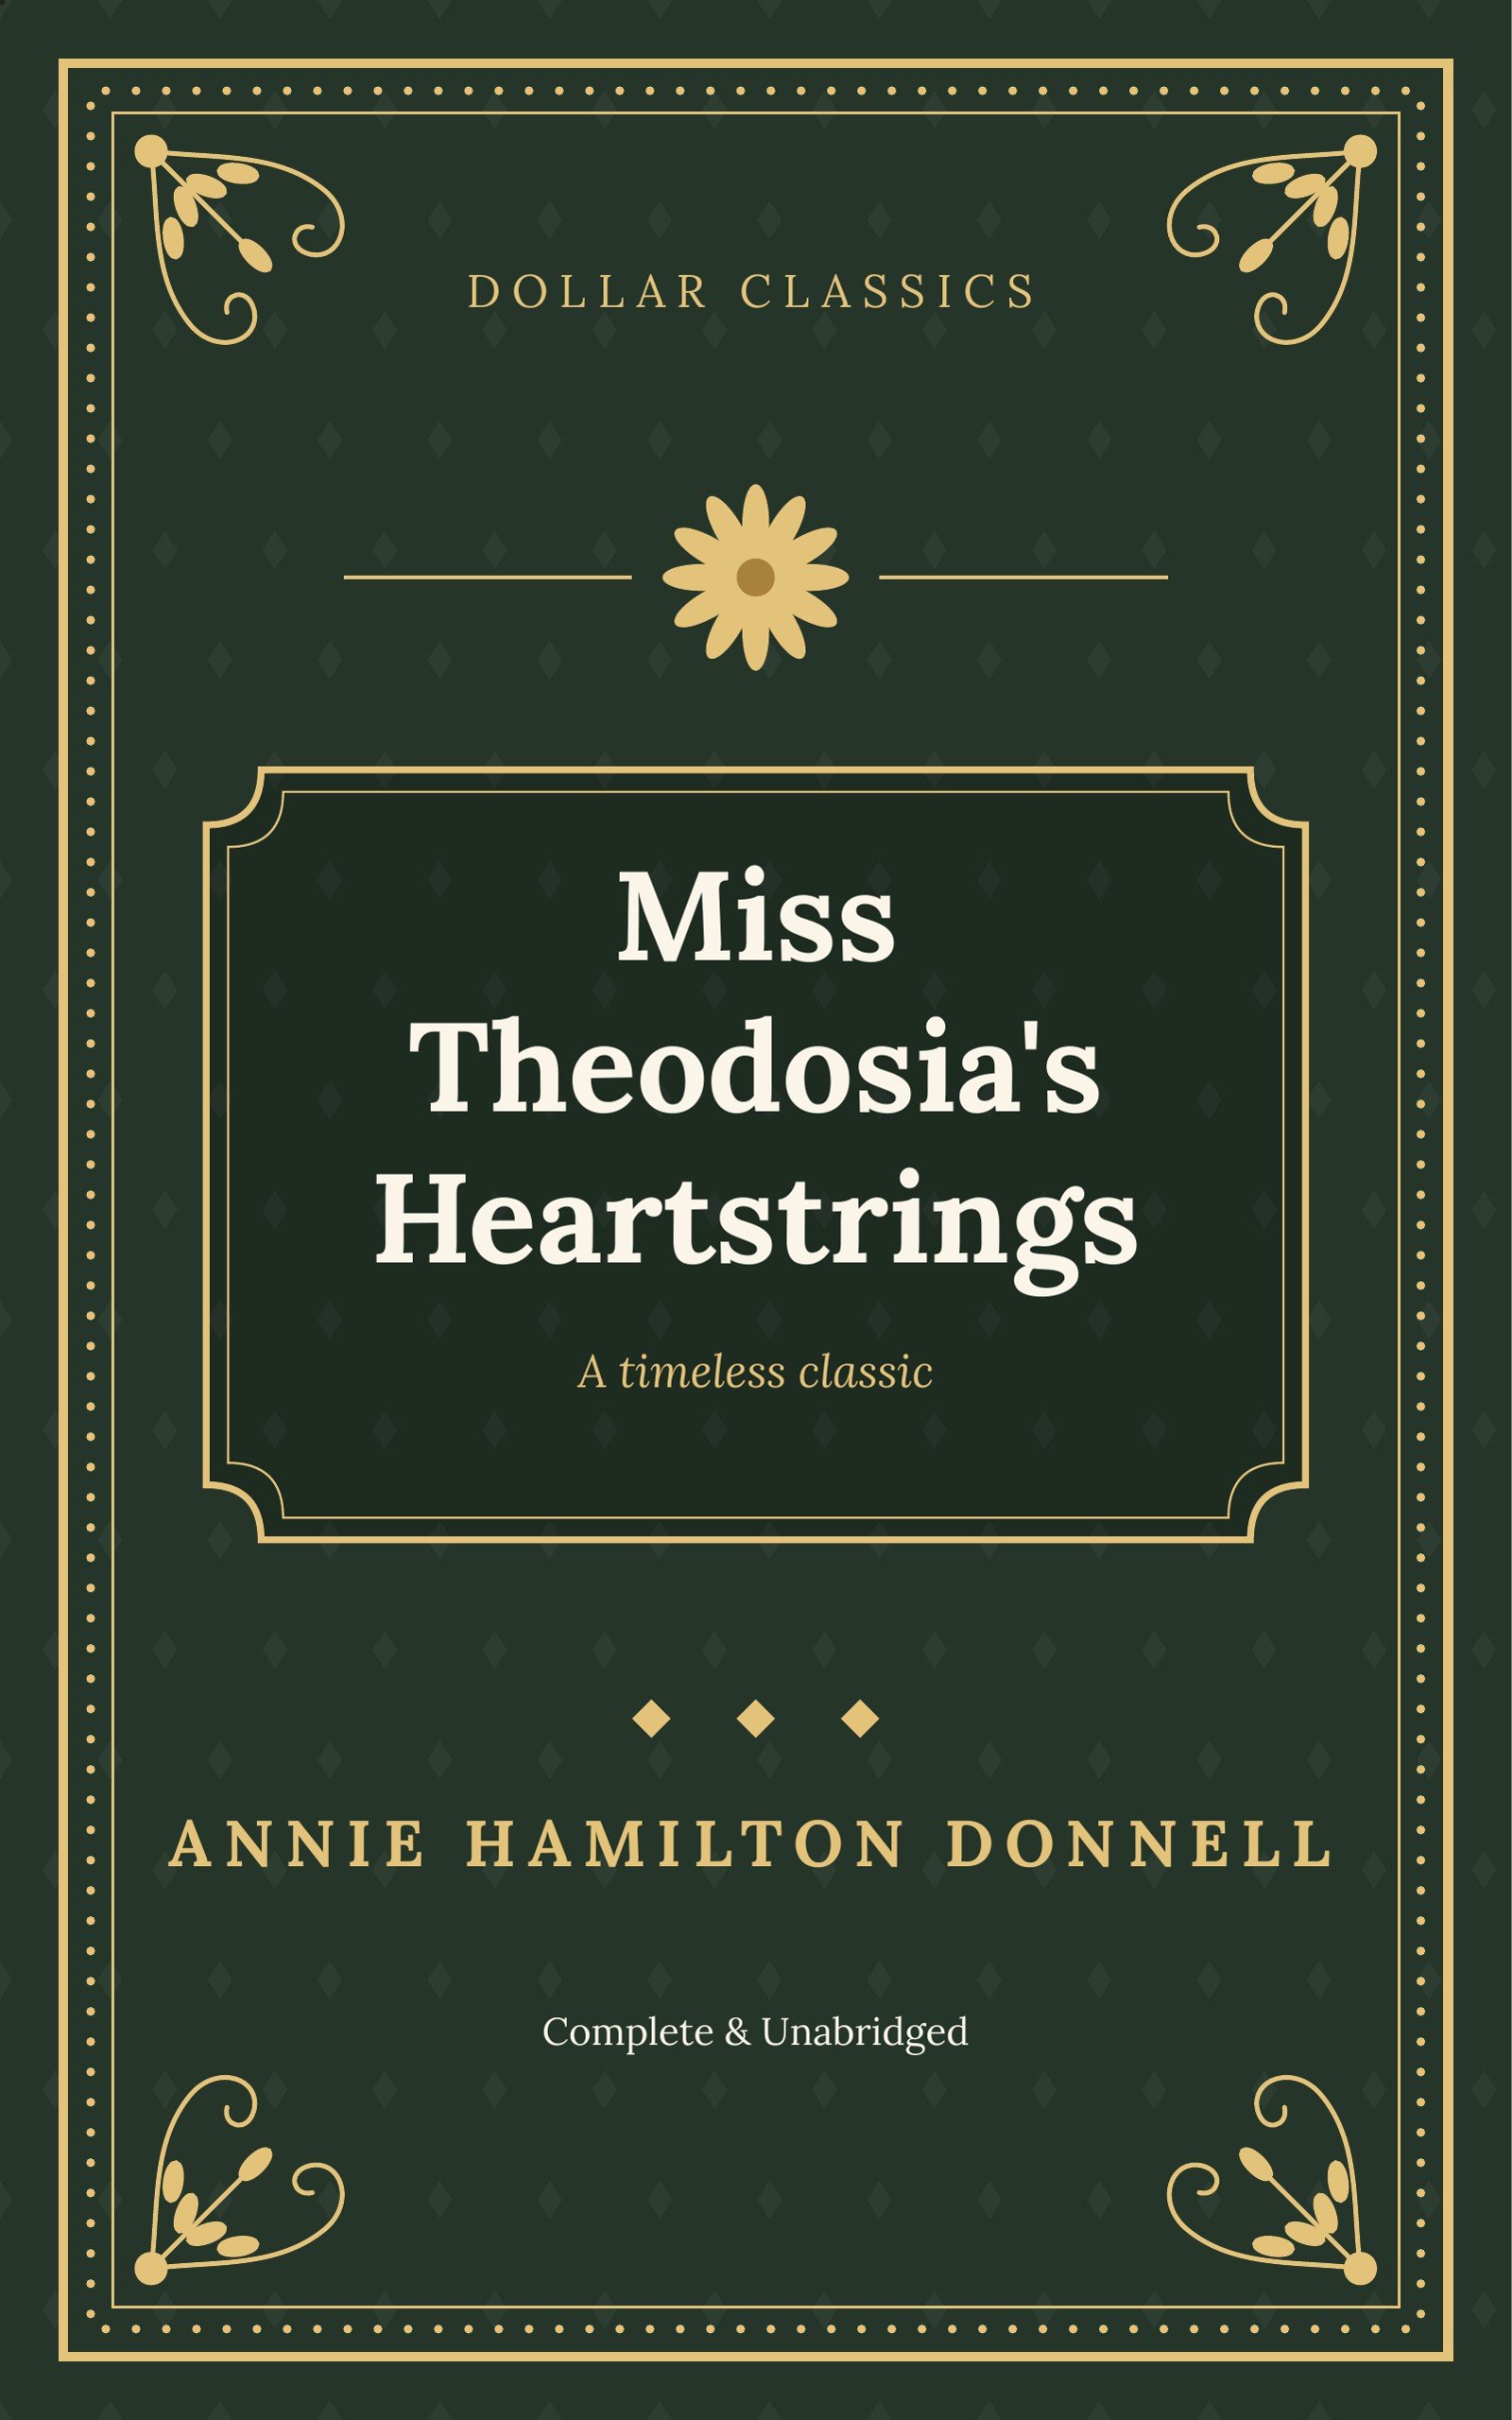 DOLLAR CLASSICS
Miss
Theodosia's
Heartstrings
A timeless classic
ANNIE HAMILTON DONNELL
Complete & Unabridged